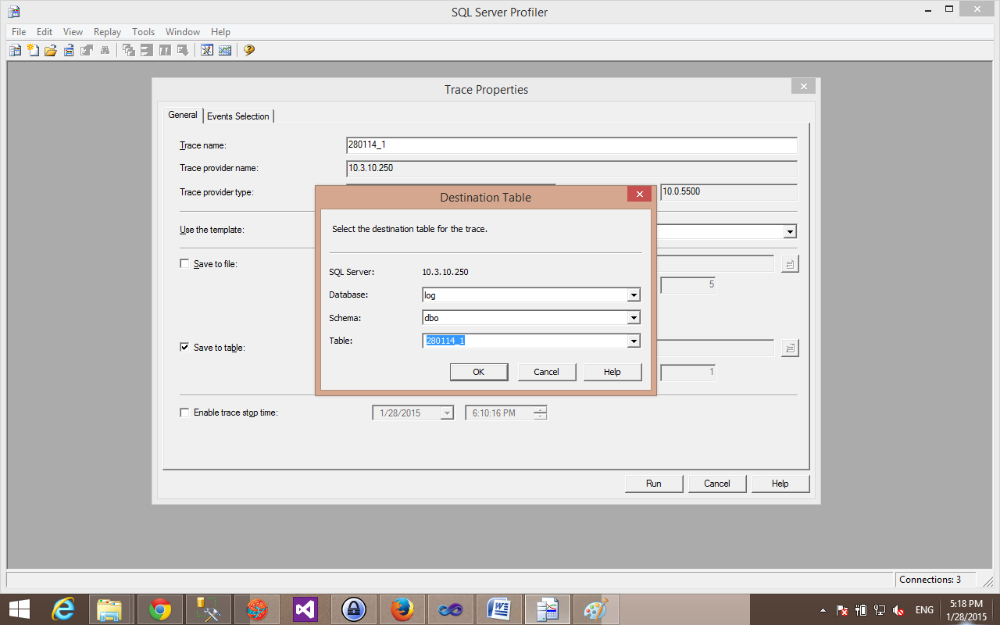 SQL Server Profiler
File Edit View Replay Tools Window Help
Trace Properties
General Events Selection
Trace name: 280114_1
Trace provider name: 10.3.10.250
Trace provider type: 10.0.5500
Use the template:
Save to file:
5
Save to table:
1
Enable trace stop time: 1/28/2015 6:10:16 PM
Run Cancel Help
Destination Table
Select the destination table for the trace.
SQL Server: 10.3.10.250
Database: log
Schema: dbo
Table: 280114_1
OK Cancel Help
Connections: 3
ENG
5:18 PM
1/28/2015